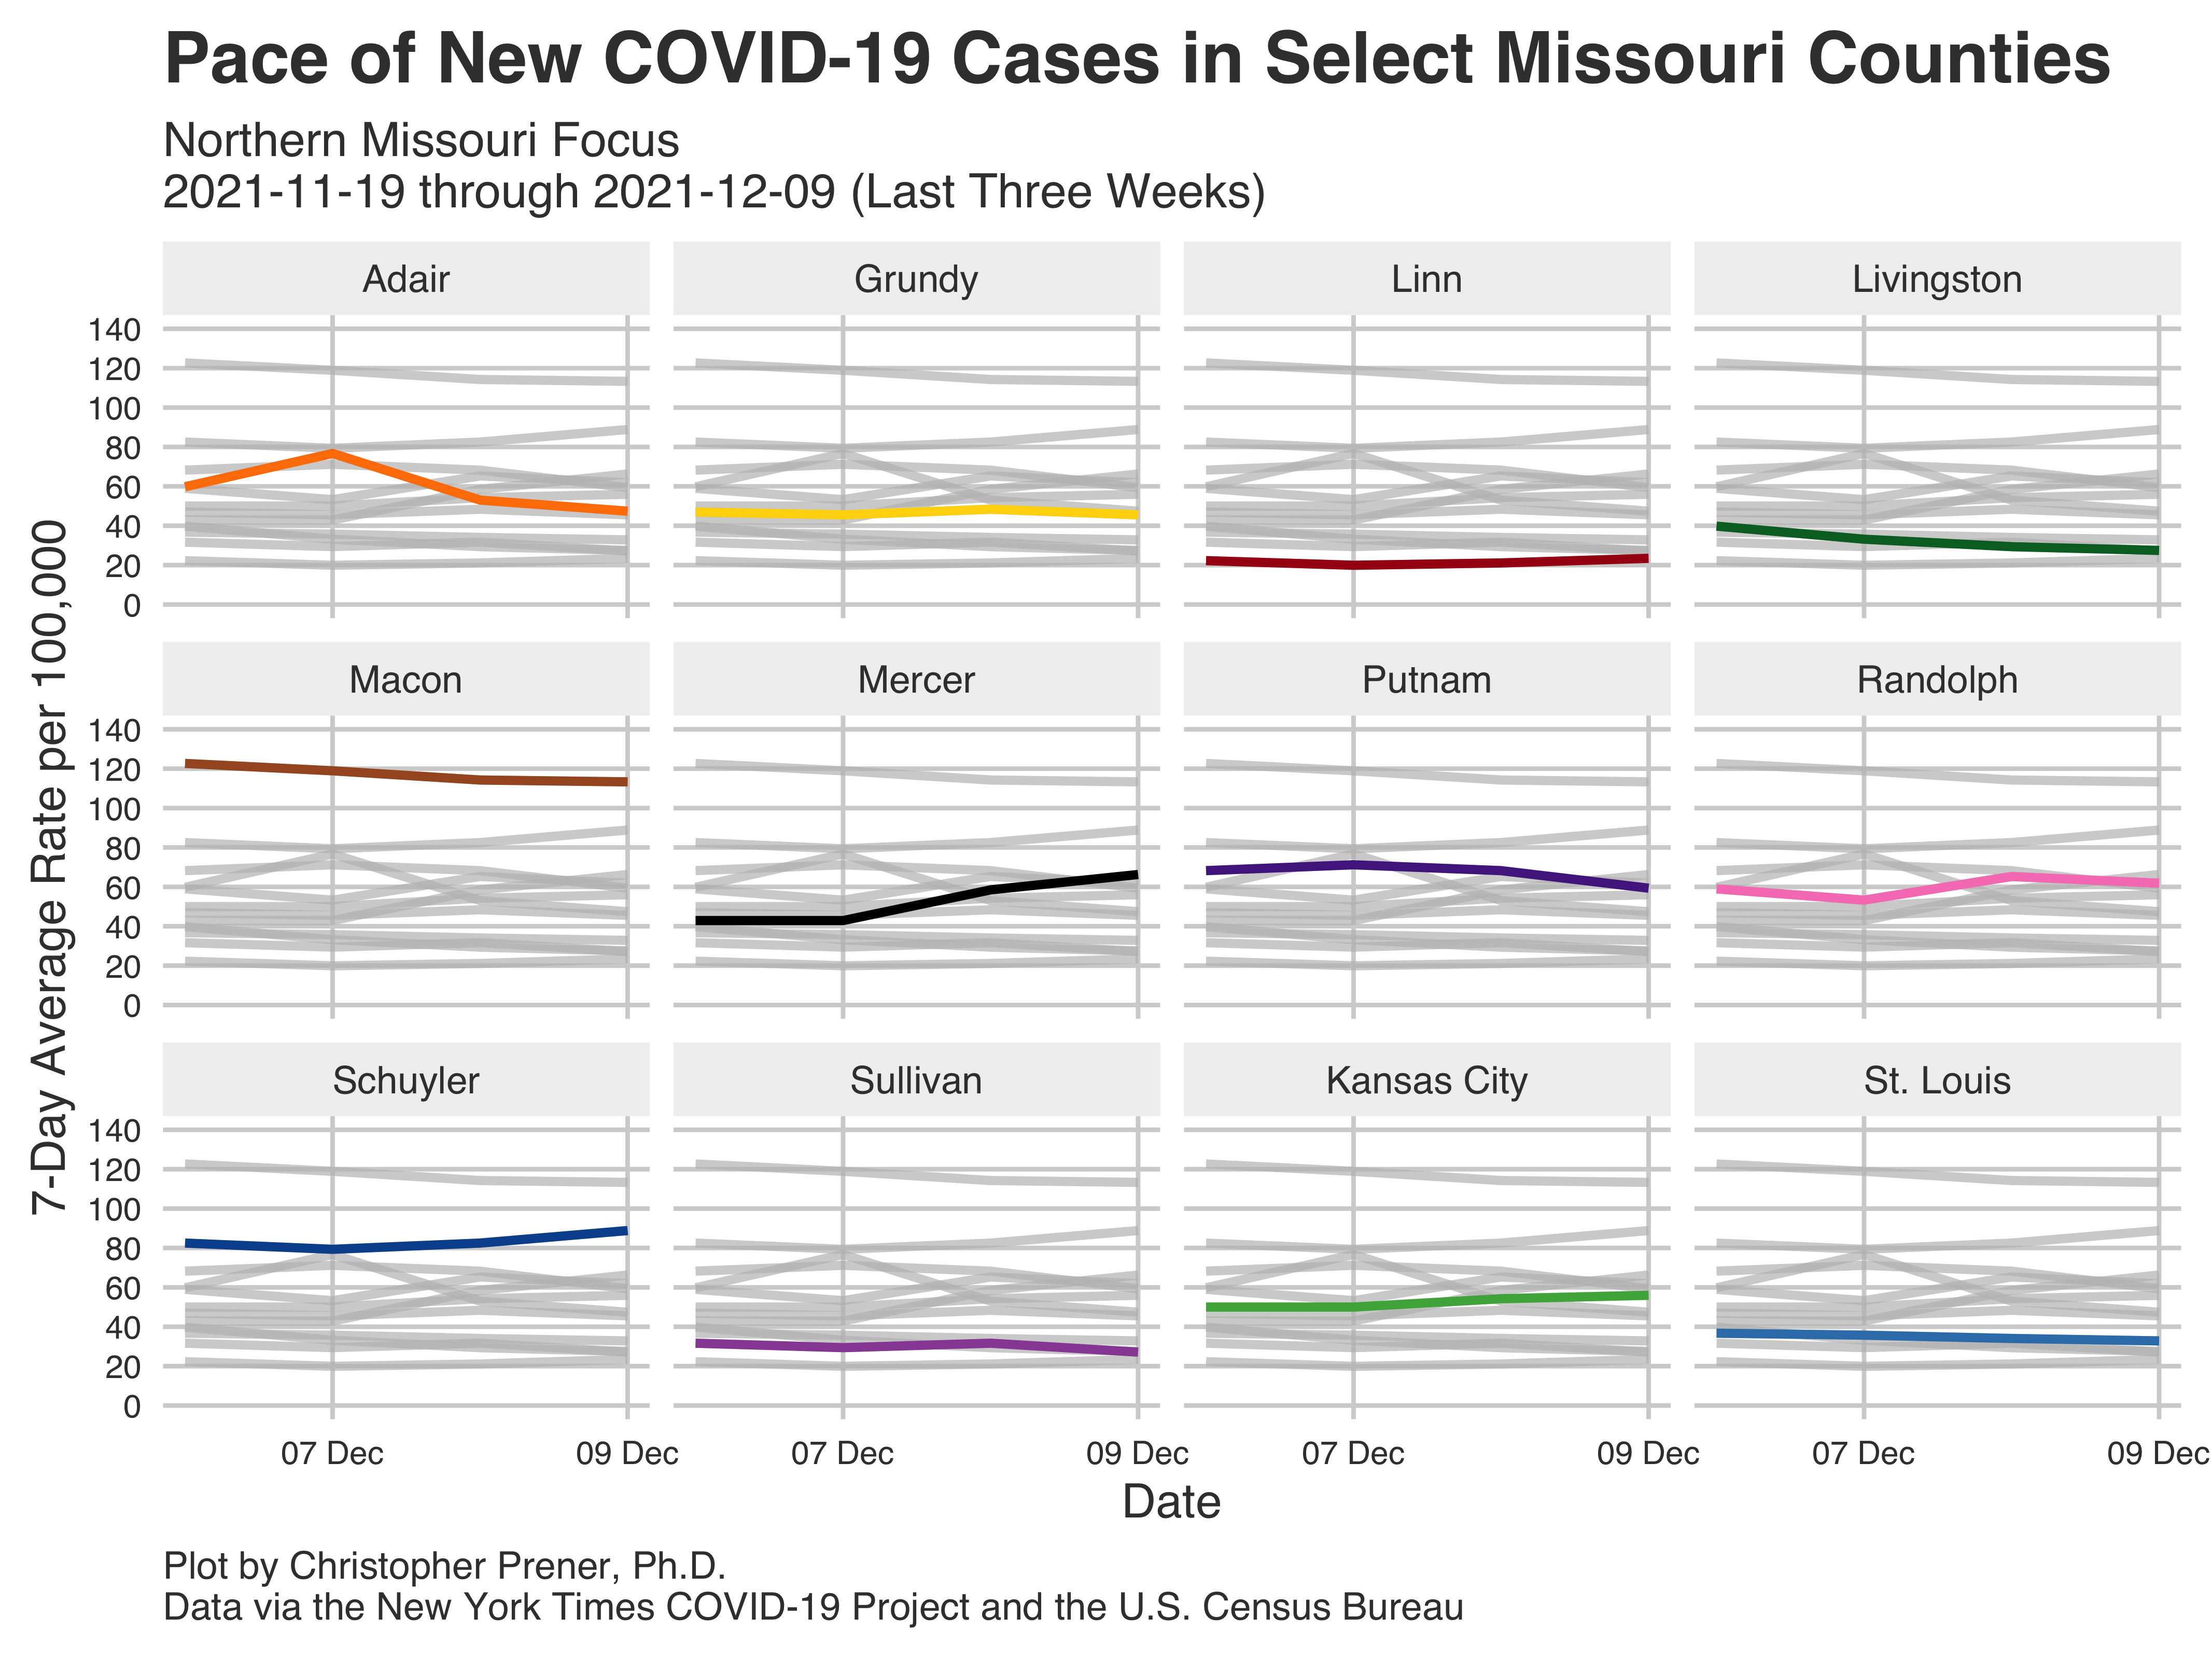 Pace of New COVID-19 Cases in Select Missouri Counties
Northern Missouri Focus
2021-11-19 through 2021-12-09 (Last Three Weeks)
7-Day Average Rate per 100,000
Adair
Grundy
Linn
Livingston
140
120
100
80
60
40
20
0
Macon
Mercer
Putnam
Randolph
140
120
100
80
60
40
20
0
Schuyler
Sullivan
Kansas City
St. Louis
140
120
100
80
60
40
20
0
07 Dec
09 Dec
07 Dec
09 Dec
07 Dec
09 Dec
07 Dec
09 Dec
Date
Plot by Christopher Prener, Ph.D.
Data via the New York Times COVID-19 Project and the U.S. Census Bureau